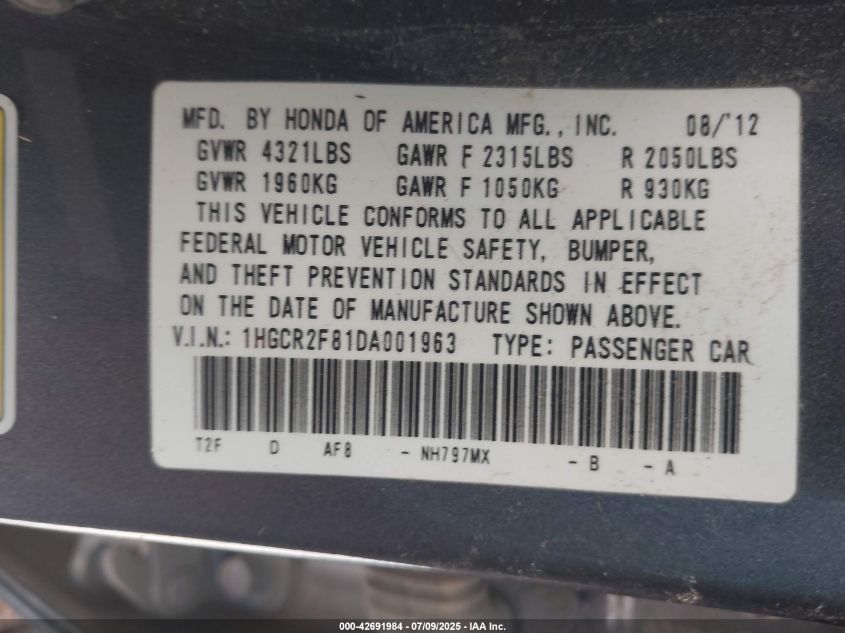 MFD. BY HONDA OF AMERICA MFG., INC. 08/'12
GVWR 4321LBS GAWR F 2315LBS R 2050LBS
GVWR 1960KG GAWR F 1050KG R 930KG
THIS VEHICLE CONFORMS TO ALL APPLICABLE
FEDERAL MOTOR VEHICLE SAFETY, BUMPER,
AND THEFT PREVENTION STANDARDS IN EFFECT
ON THE DATE OF MANUFACTURE SHOWN ABOVE.
V.I.N.: 1HGCR2F81DA001963 TYPE: PASSENGER CAR
T2F D AF8 - NH797MX - B - A
000-42691984 / 07/09/2025 - IAA Inc.